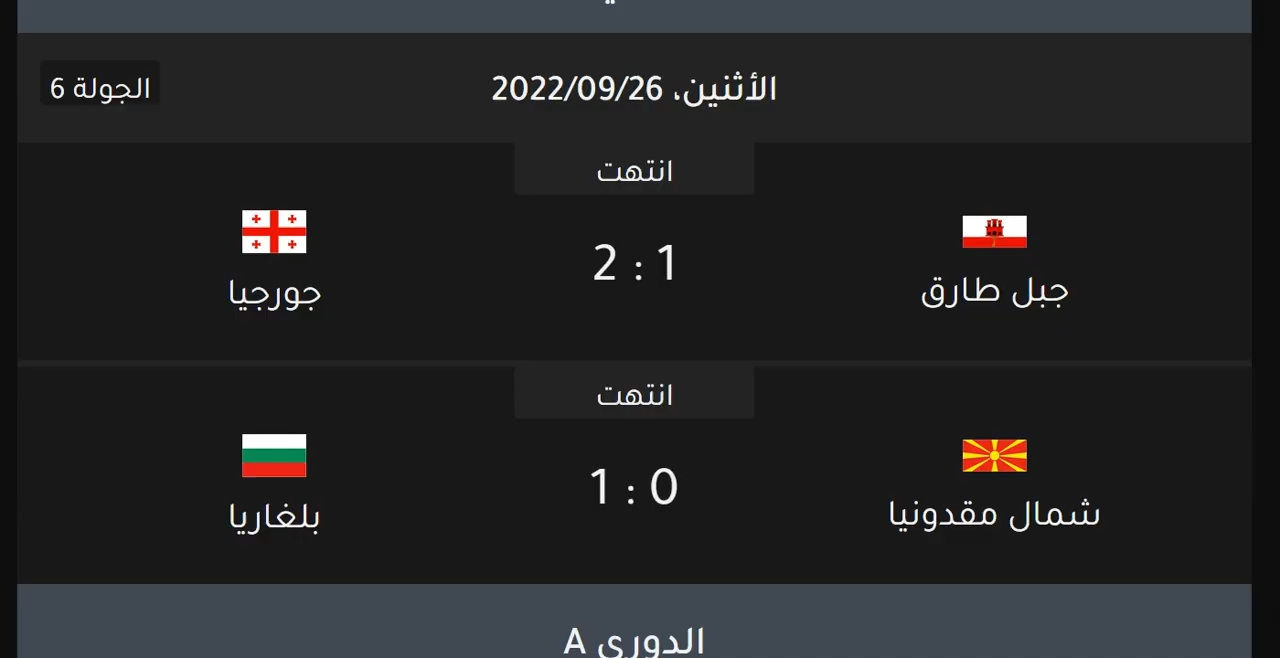 الأثنين، 2022/09/26
الجولة 6
انتهت
جبل طارق
1 : 2
جورجيا
انتهت
شمال مقدونيا
0 : 1
بلغاريا
الدوري A